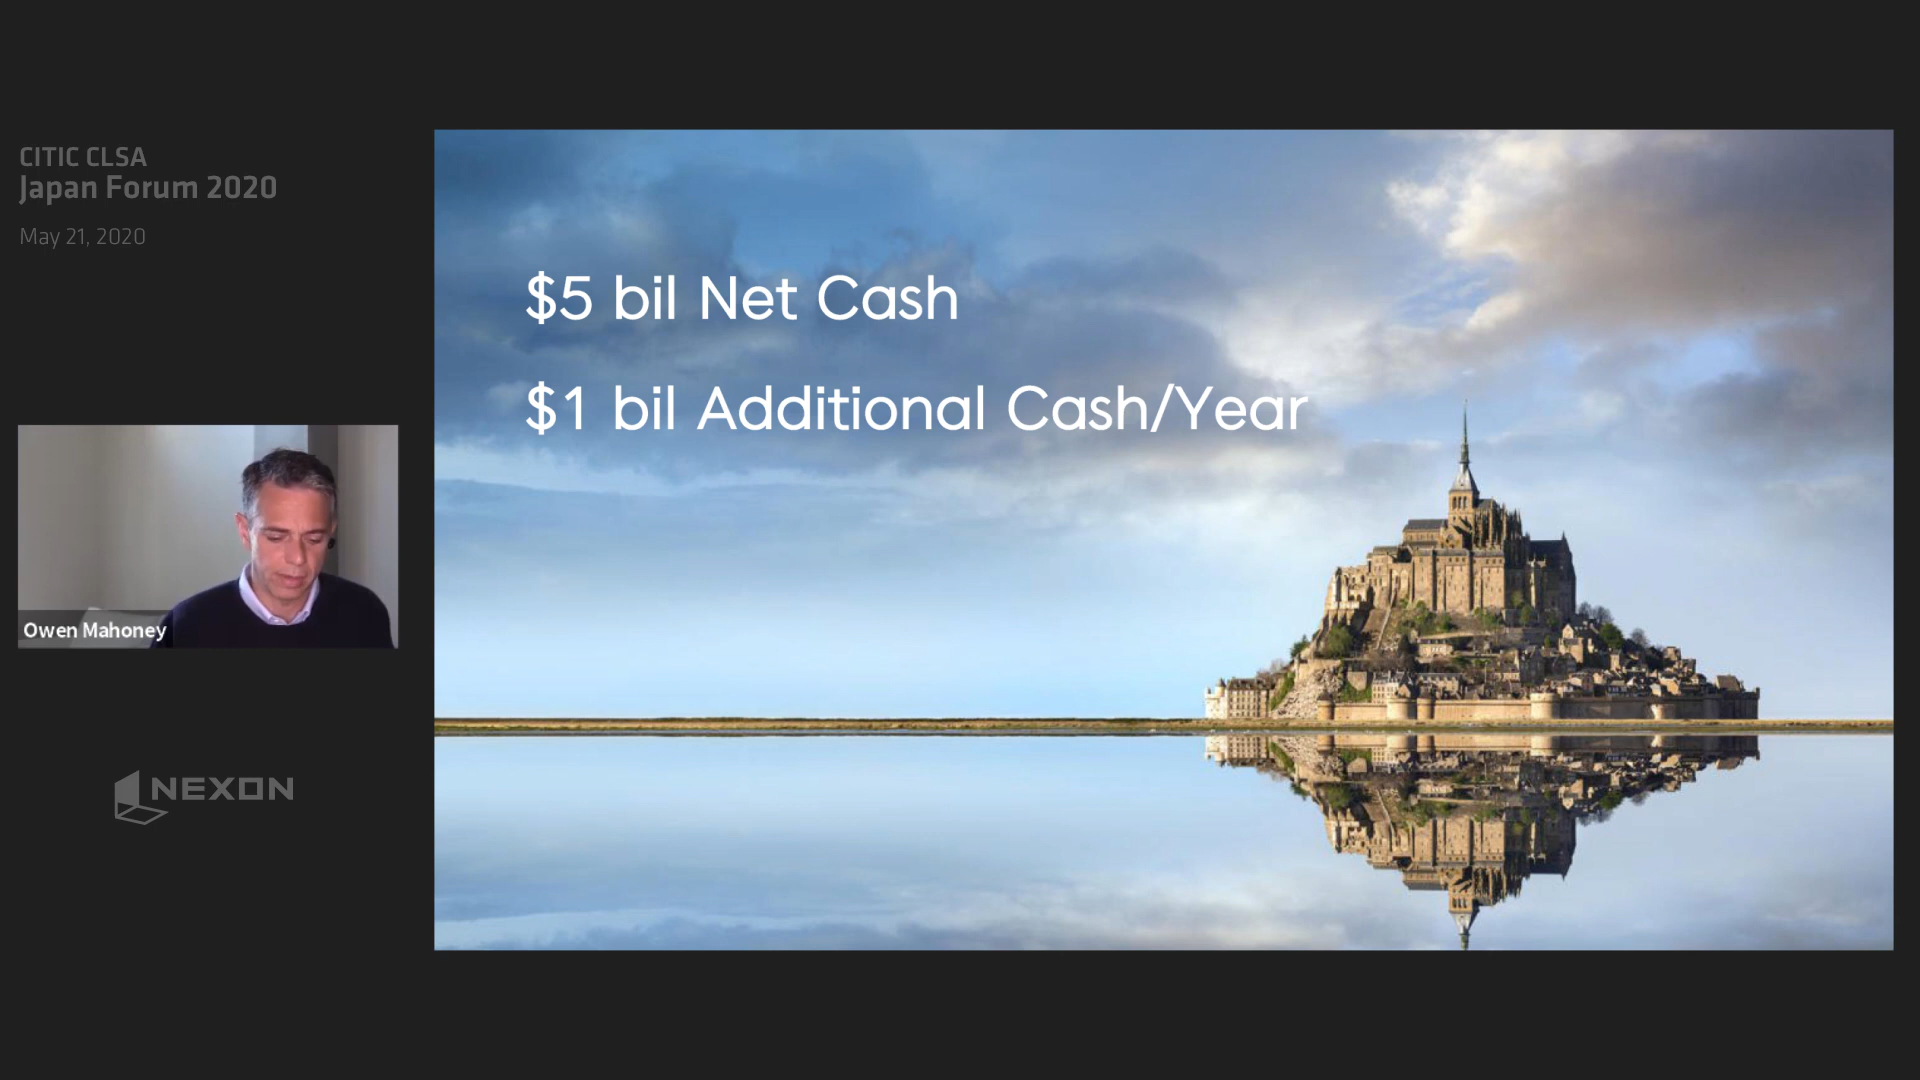 CITIC CLSA
Japan Forum 2020
May 21, 2020
$5 bil Net Cash
$1 bil Additional Cash/Year
Owen Mahoney
NEXON